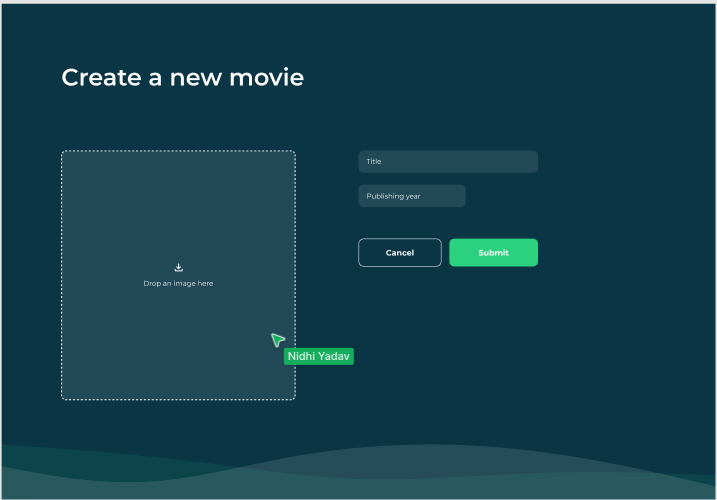 Create a new movie
Title
Publishing year
Cancel
Submit
Drop an image here
Nidhi Yadav